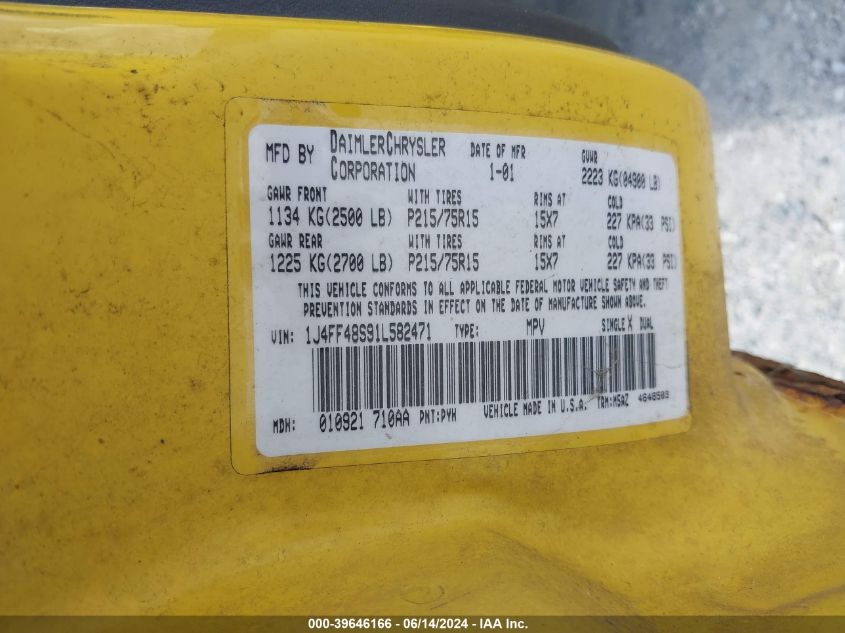 MFD BY DAIMLERCHRYSLER CORPORATION DATE OF MFR 1-01 GVWR 2223 KG(04900 LB)
GAWR FRONT WITH TIRES RIMS AT COLD
1134 KG(2500 LB) P215/75R15 15X7 227 KPA(33 PSI)
GAWR REAR WITH TIRES RIMS AT COLD
1225 KG(2700 LB) P215/75R15 15X7 227 KPA(33 PSI)
THIS VEHICLE CONFORMS TO ALL APPLICABLE FEDERAL MOTOR VEHICLE SAFETY AND THEFT
PREVENTION STANDARDS IN EFFECT ON THE DATE OF MANUFACTURE SHOWN ABOVE.
VIN: 1J4FF48S91L582471 TYPE: MPV SINGLE X DUAL
MDH: 010921 710AA PNT:PYH VEHICLE MADE IN U.S.A. TRM:MSAZ 4648503
000-39646166 - 06/14/2024 - IAA Inc.